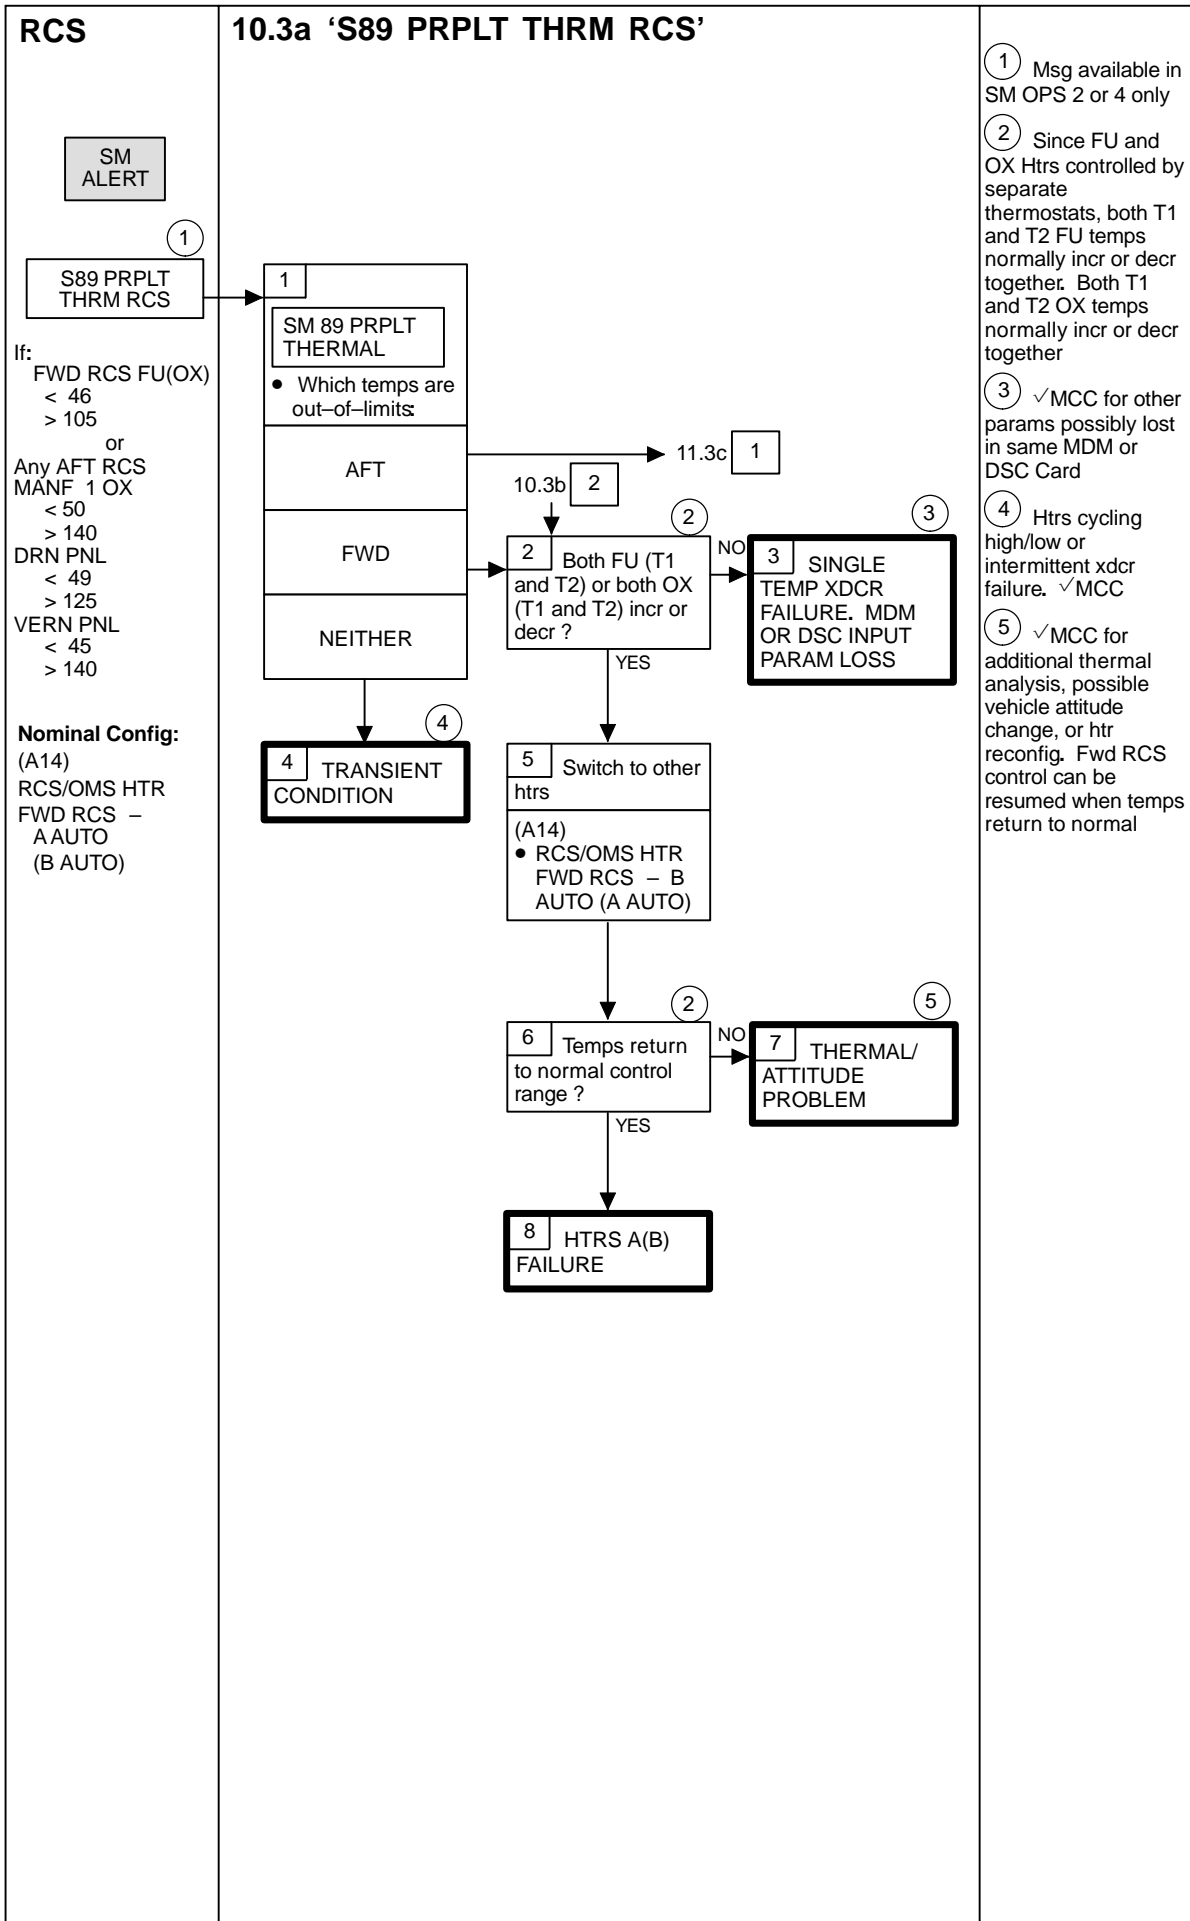 RCS
10.3a ‘S89 PRPLT THRM RCS’
SM
ALERT
1
S89 PRPLT
THRM RCS
If:
FWD RCS FU(OX)
< 46
> 105
or
Any AFT RCS
MANF 1 OX
< 50
> 140
DRN PNL
< 49
> 125
VERN PNL
< 45
> 140
Nominal Config:
(A14)
RCS/OMS HTR
FWD RCS –
A AUTO
(B AUTO)
1
SM 89 PRPLT
THERMAL
• Which temps are
out–of–limits:
AFT
FWD
NEITHER
11.3c 1
10.3b 2
2
2 Both FU (T1
and T2) or both OX
(T1 and T2) incr or
decr ?
NO
YES
3
3 SINGLE
TEMP XDCR
FAILURE. MDM
OR DSC INPUT
PARAM LOSS
4
4 TRANSIENT
CONDITION
5 Switch to other
htrs
(A14)
• RCS/OMS HTR
FWD RCS – B
AUTO (A AUTO)
2
6 Temps return
to normal control
range ?
NO
YES
5
7 THERMAL/
ATTITUDE
PROBLEM
8 HTRS A(B)
FAILURE
1 Msg available in
SM OPS 2 or 4 only
2 Since FU and
OX Htrs controlled by
separate
thermostats, both T1
and T2 FU temps
normally incr or decr
together. Both T1
and T2 OX temps
normally incr or decr
together
3 √MCC for other
params possibly lost
in same MDM or
DSC Card
4 Htrs cycling
high/low or
intermittent xdcr
failure. √MCC
5 √MCC for
additional thermal
analysis, possible
vehicle attitude
change, or htr
reconfig. Fwd RCS
control can be
resumed when temps
return to normal